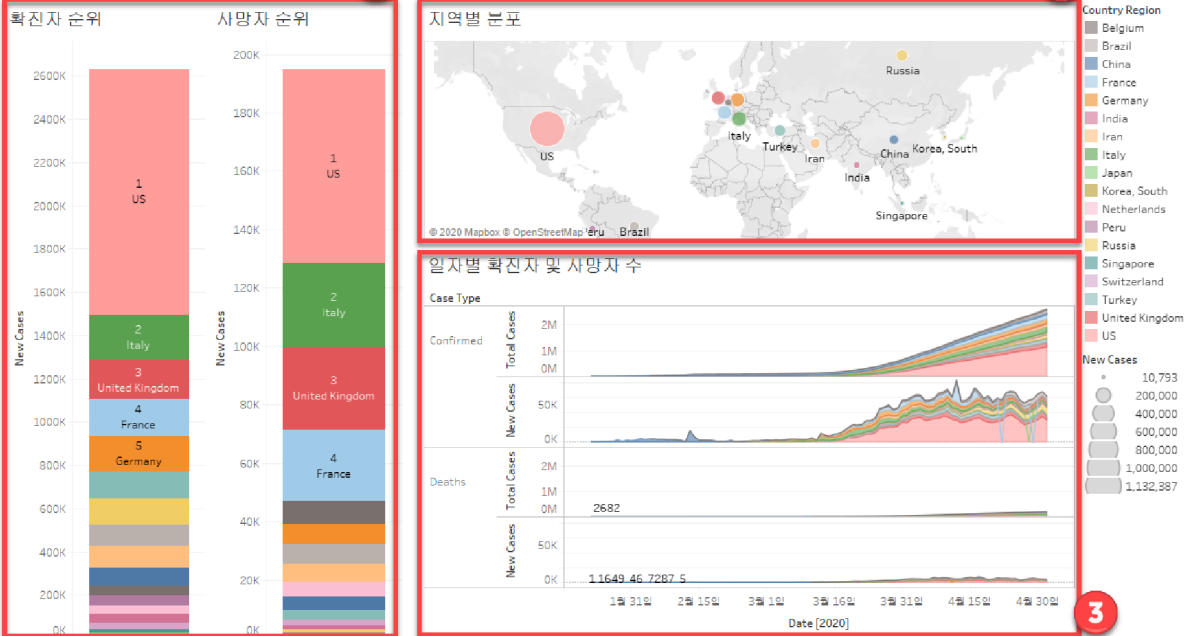 확진자 순위
사망자 순위
2600K
2400K
2200K
2000K
1800K
1600K
1400K
1200K
1000K
800K
600K
400K
200K
0K
New Cases
1
US
2
Italy
3
United Kingdom
4
France
5
Germany
200K
180K
160K
140K
120K
100K
80K
60K
40K
20K
0K
New Cases
1
US
2
Italy
3
United Kingdom
4
France
지역별 분포
Russia
US
Italy
Turkey
Iran
China
Korea, South
India
Singapore
© 2020 Mapbox © OpenStreetMap eru
Brazil
일자별 확진자 및 사망자 수
Case Type
Confirmed
Total Cases
2M
1M
0M
New Cases
50K
0K
Deaths
Total Cases
2M
1M
0M
2682
New Cases
50K
0K
1월 31일
2월 15일
3월 1일
3월 16일
3월 31일
4월 15일
4월 30일
Date [2020]
3
Country Region
Belgium
Brazil
China
France
Germany
India
Iran
Italy
Japan
Korea, South
Netherlands
Peru
Russia
Singapore
Switzerland
Turkey
United Kingdom
US
New Cases
10,793
200,000
400,000
600,000
800,000
1,000,000
1,132,387